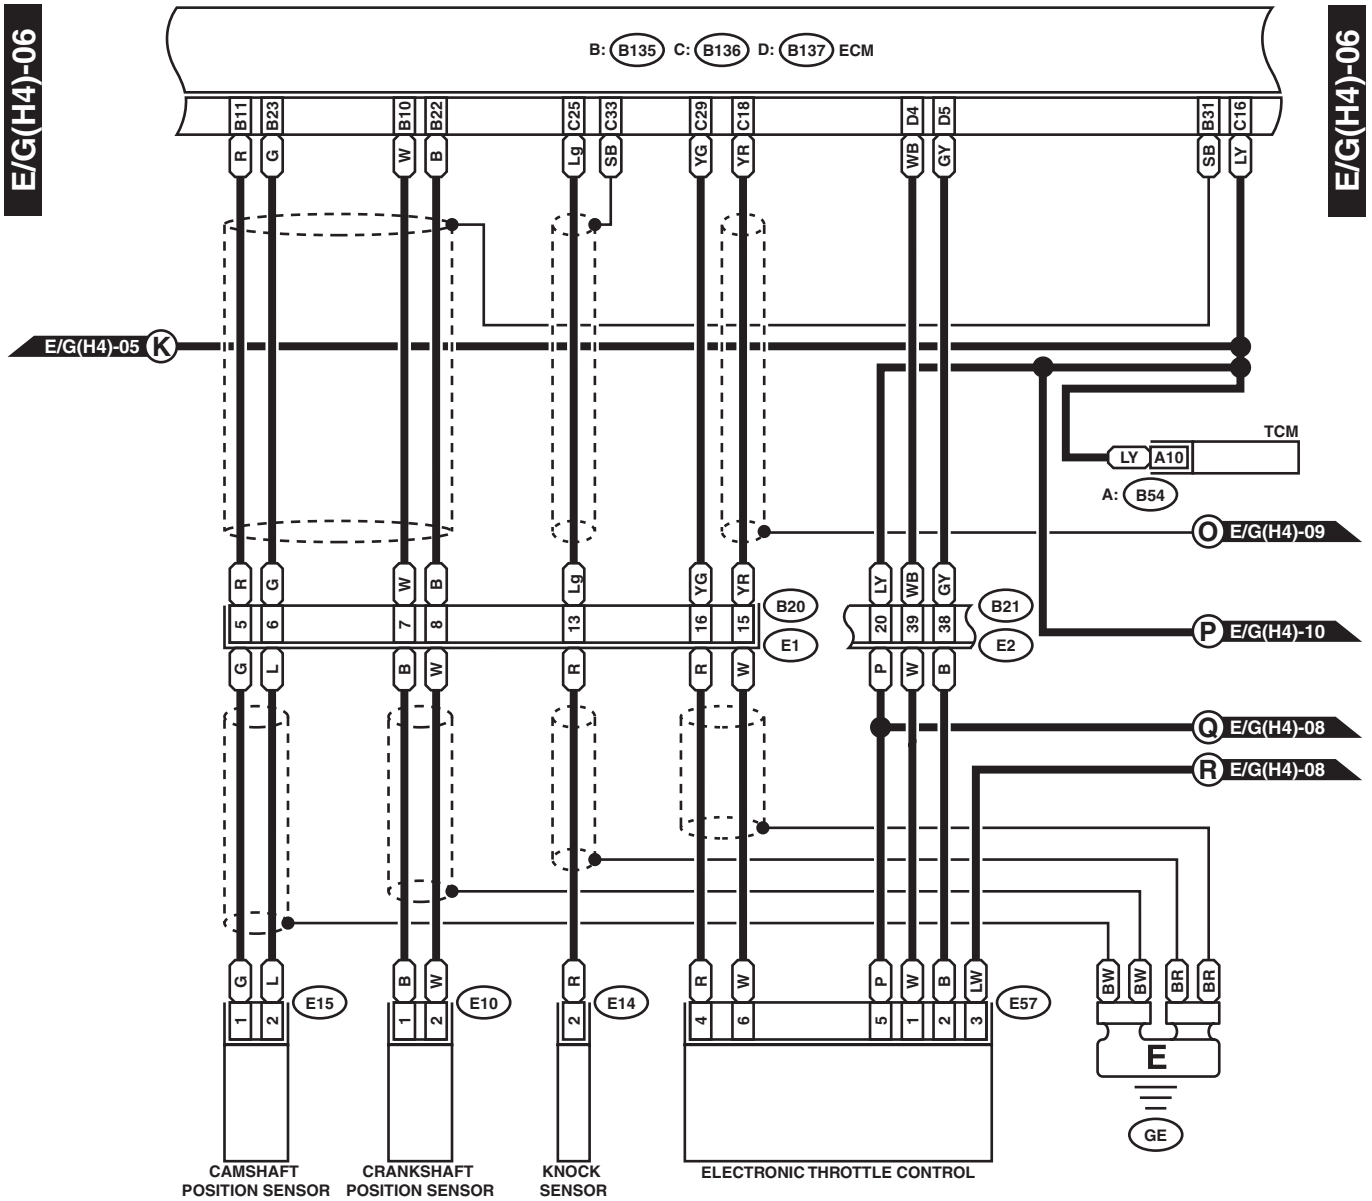 E/G(H4)-06
E/G(H4)-06
B: B135 C: B136 D: B137 ECM
B11 B23 B10 B22 C25 C33 C29 C18 D4 D5 B31 C16
R G W B Lg SB YG YR WB GY SB LY
E/G(H4)-05 K
TCM
LY A10
A: B54
O E/G(H4)-09
R G W B Lg YG YR LY WB GY
B20 B21
5 6 7 8 13 16 15 20 39 38
P E/G(H4)-10
E1 E2
G L B W R R W P W B
Q E/G(H4)-08
R E/G(H4)-08
G L B W R R W P W B LW BW BW BR BR
E15 E10 E14 E57
1 2 1 2 2 4 6 5 1 2 3
E
GE
CAMSHAFT
POSITION SENSOR
CRANKSHAFT
POSITION SENSOR
KNOCK
SENSOR
ELECTRONIC THROTTLE CONTROL